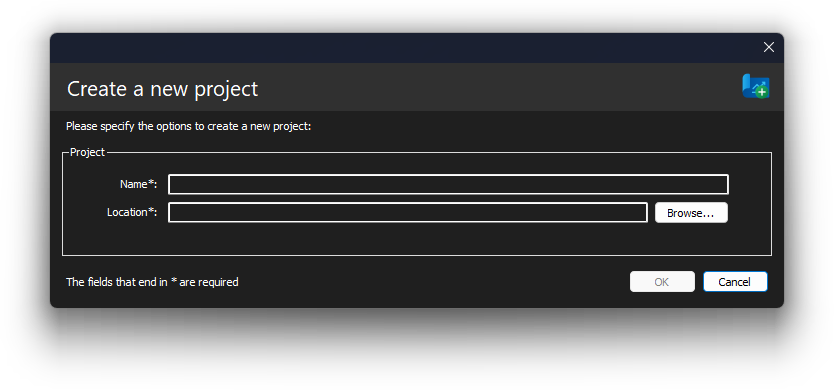 Create a new project
Please specify the options to create a new project:
Project
Name*:
Location*:
Browse...
The fields that end in * are required
OK
Cancel